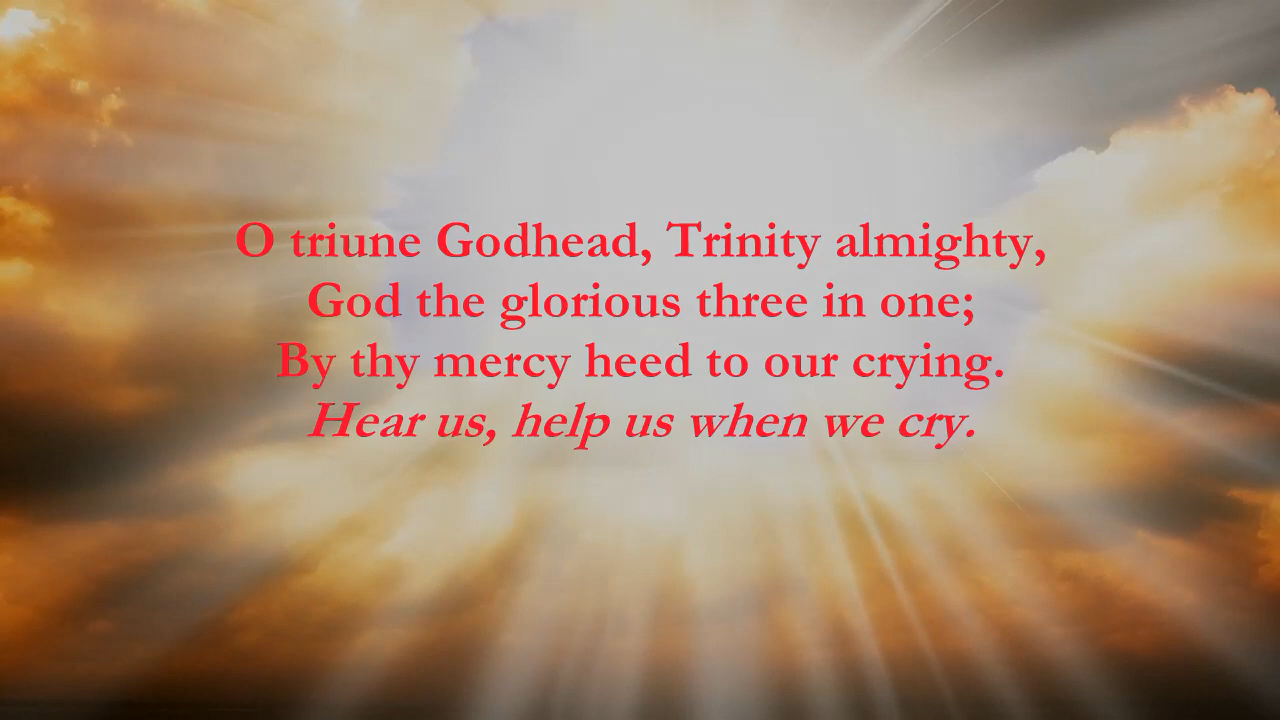 O triune Godhead, Trinity almighty,
God the glorious three in one;
By thy mercy heed to our crying.
Hear us, help us when we cry.